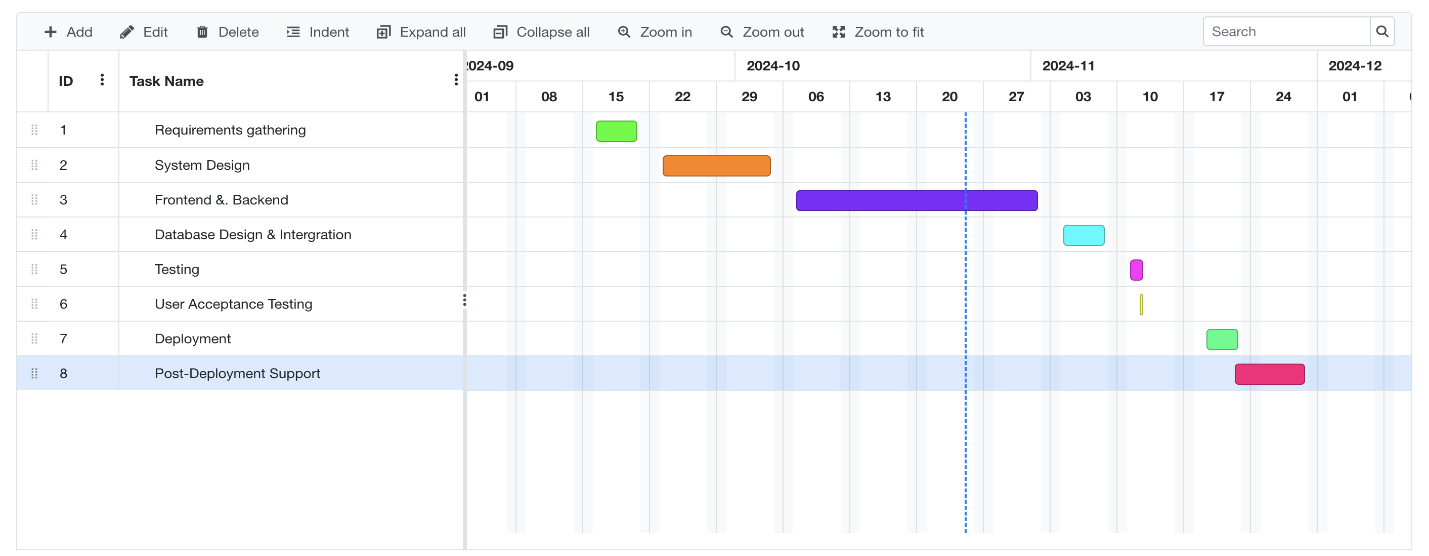 Add Edit Delete Indent Expand all Collapse all Zoom in Zoom out Zoom to fit Search
ID Task Name
2024-09 2024-10 2024-11 2024-12
01 08 15 22 29 06 13 20 27 03 10 17 24 01
1 Requirements gathering
2 System Design
3 Frontend &. Backend
4 Database Design & Intergration
5 Testing
6 User Acceptance Testing
7 Deployment
8 Post-Deployment Support